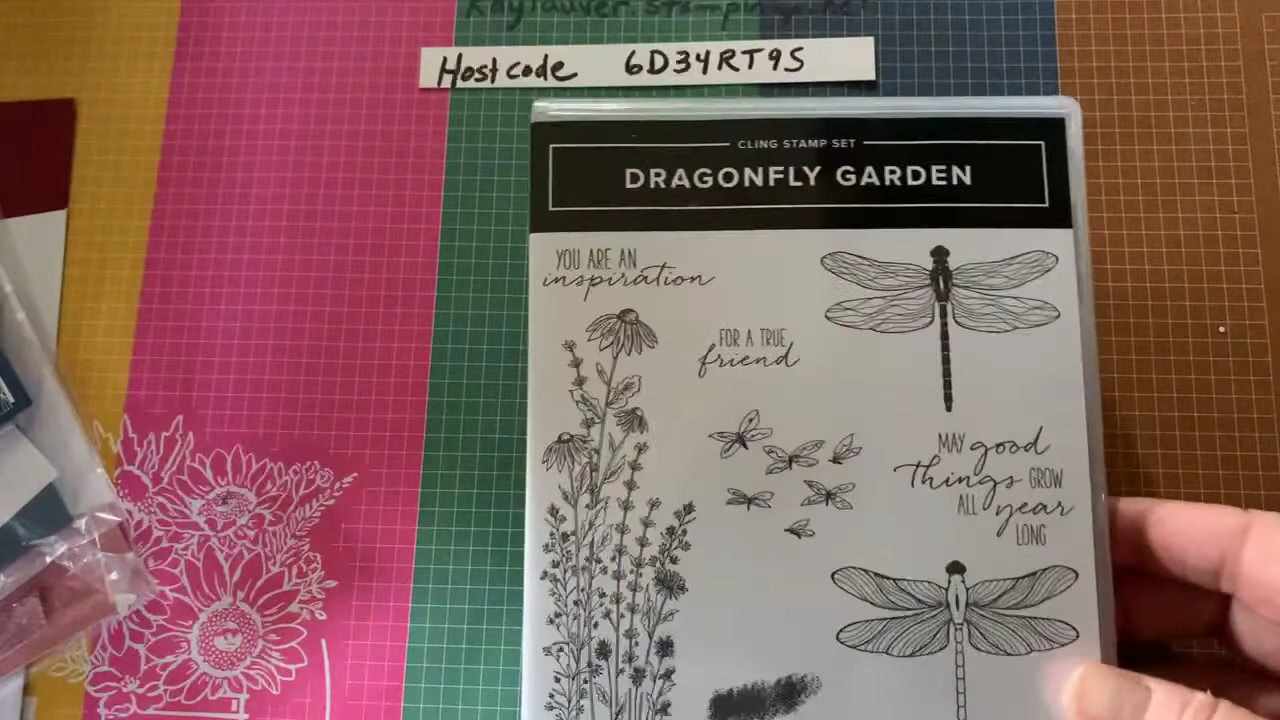 Host code 6D34RT9S
CLING STAMP SET
DRAGONFLY GARDEN
YOU ARE AN
inspiration
FOR A TRUE
friend
MAY good
things GROW
ALL year
LONG